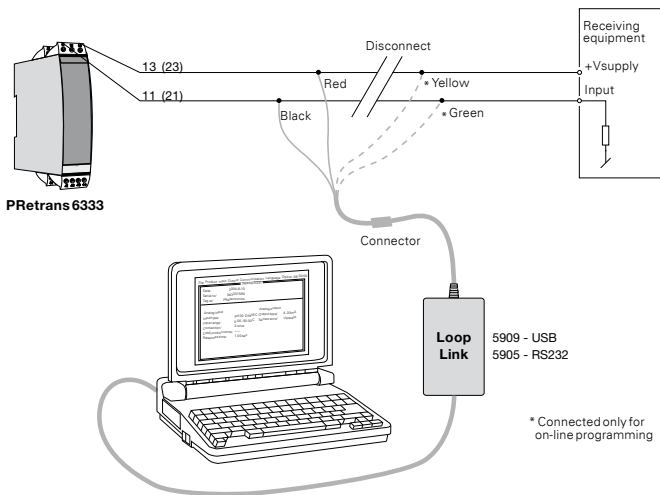 Receiving
equipment
Disconnect
13 (23)
+Vsupply
Red
* Yellow
11 (21)
Input
Black
* Green
PRetrans 6333
Connector
Loop
Link
5909 - USB
5905 - RS232
* Connected only for
on-line programming